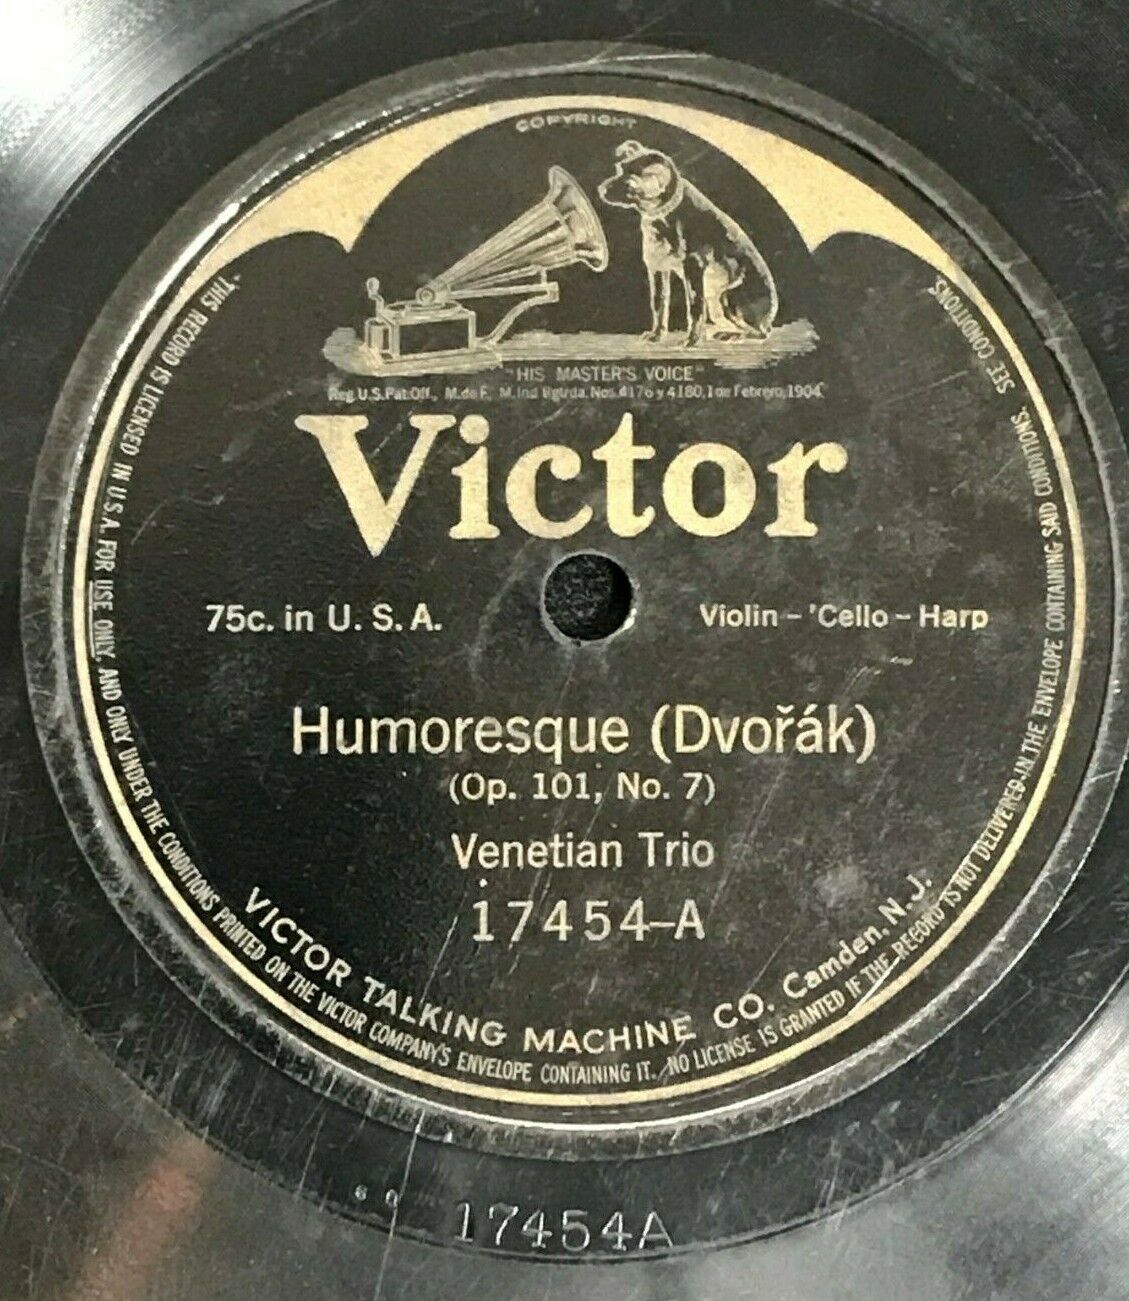 COPYRIGHT
"HIS MASTER'S VOICE"
Reg. U.S. Pat. Off., M. de F., M. Ind Rgtrda. Nos. 4176 y 4180, 1 de Febrero, 1904
Victor
75c. in U. S. A.
Violin – 'Cello – Harp
Humoresque (Dvořák)
(Op. 101, No. 7)
Venetian Trio
17454–A
VICTOR TALKING MACHINE CO. Camden, N. J.
"THIS RECORD IS LICENSED IN U.S.A. FOR USE ONLY, AND ONLY UNDER THE CONDITIONS PRINTED ON THE VICTOR COMPANY'S ENVELOPE CONTAINING IT. NO LICENSE IS GRANTED IF THE RECORD IS NOT DELIVERED IN THE ENVELOPE CONTAINING SAID CONDITIONS. SEE CONDITIONS.
17454A